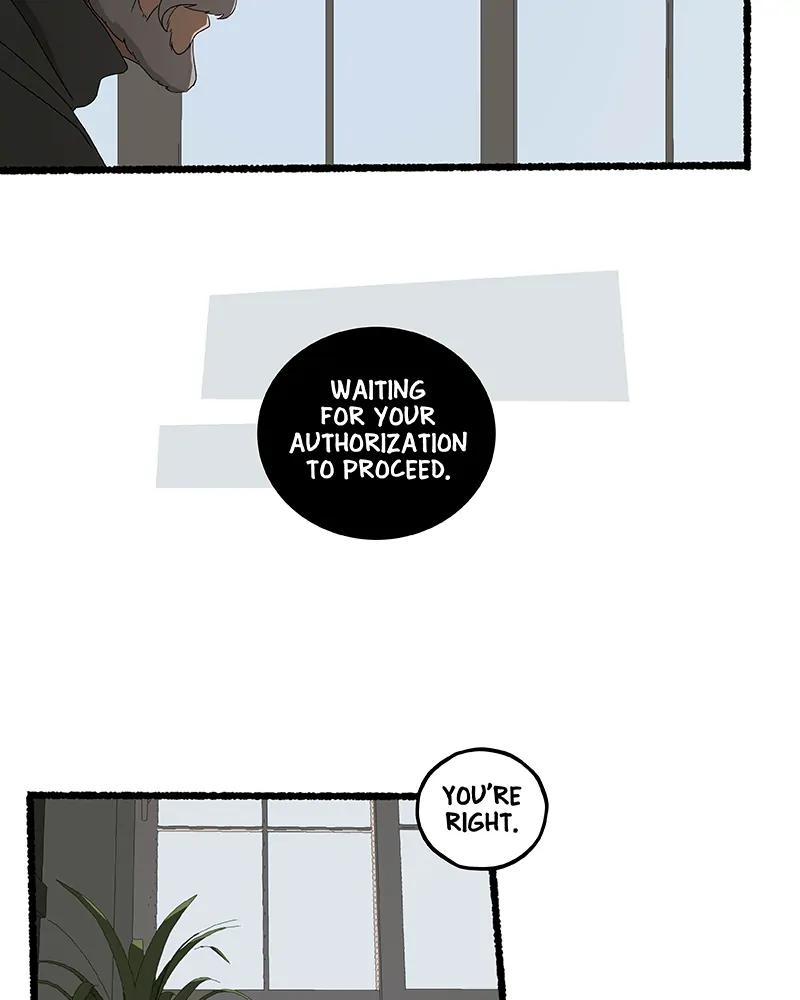 WAITING
FOR YOUR
AUTHORIZATION
TO PROCEED.
YOU'RE
RIGHT.